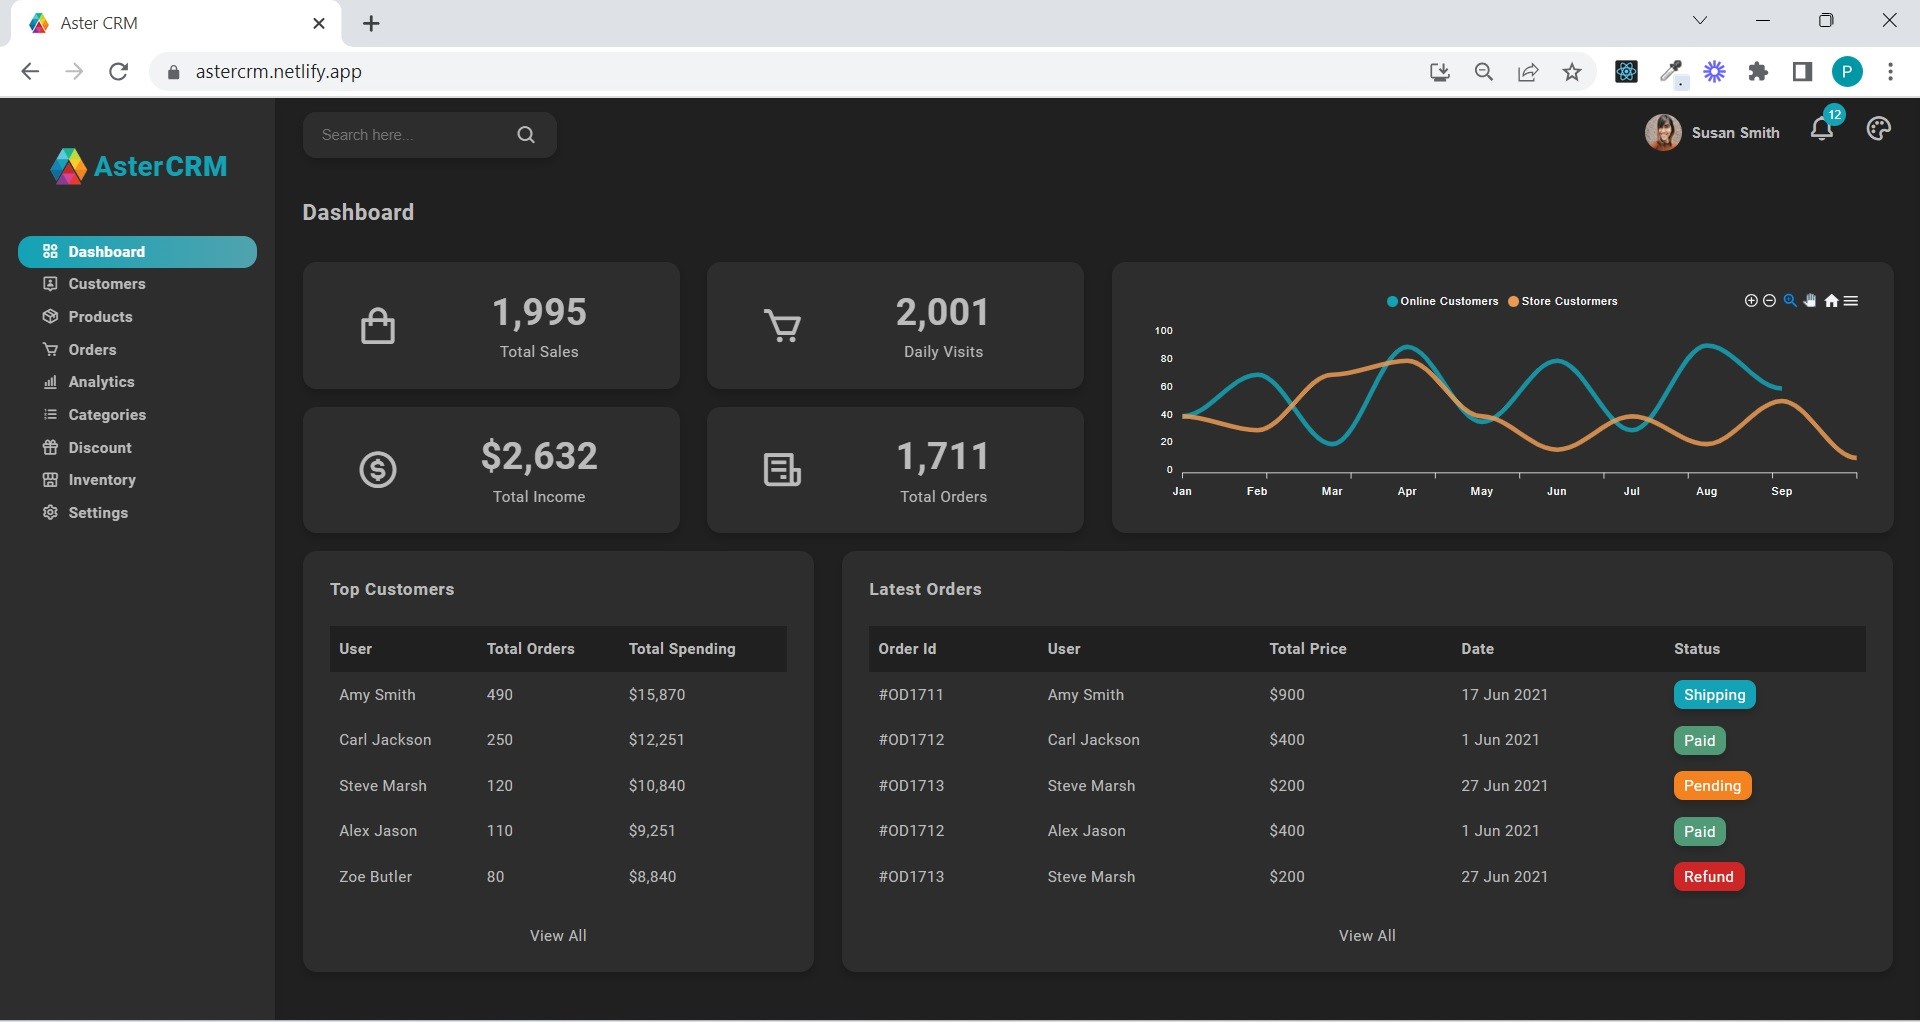 Aster CRM
astercrm.netlify.app
P
AsterCRM
Search here...
Susan Smith
12
Dashboard
Customers
Products
Orders
Analytics
Categories
Discount
Inventory
Settings
Dashboard
1,995
Total Sales
2,001
Daily Visits
$2,632
Total Income
1,711
Total Orders
Online Customers Store Custormers
100
80
60
40
20
0
Jan Feb Mar Apr May Jun Jul Aug Sep
Top Customers
User Total Orders Total Spending
Amy Smith 490 $15,870
Carl Jackson 250 $12,251
Steve Marsh 120 $10,840
Alex Jason 110 $9,251
Zoe Butler 80 $8,840
View All
Latest Orders
Order Id User Total Price Date Status
#OD1711 Amy Smith $900 17 Jun 2021 Shipping
#OD1712 Carl Jackson $400 1 Jun 2021 Paid
#OD1713 Steve Marsh $200 27 Jun 2021 Pending
#OD1712 Alex Jason $400 1 Jun 2021 Paid
#OD1713 Steve Marsh $200 27 Jun 2021 Refund
View All